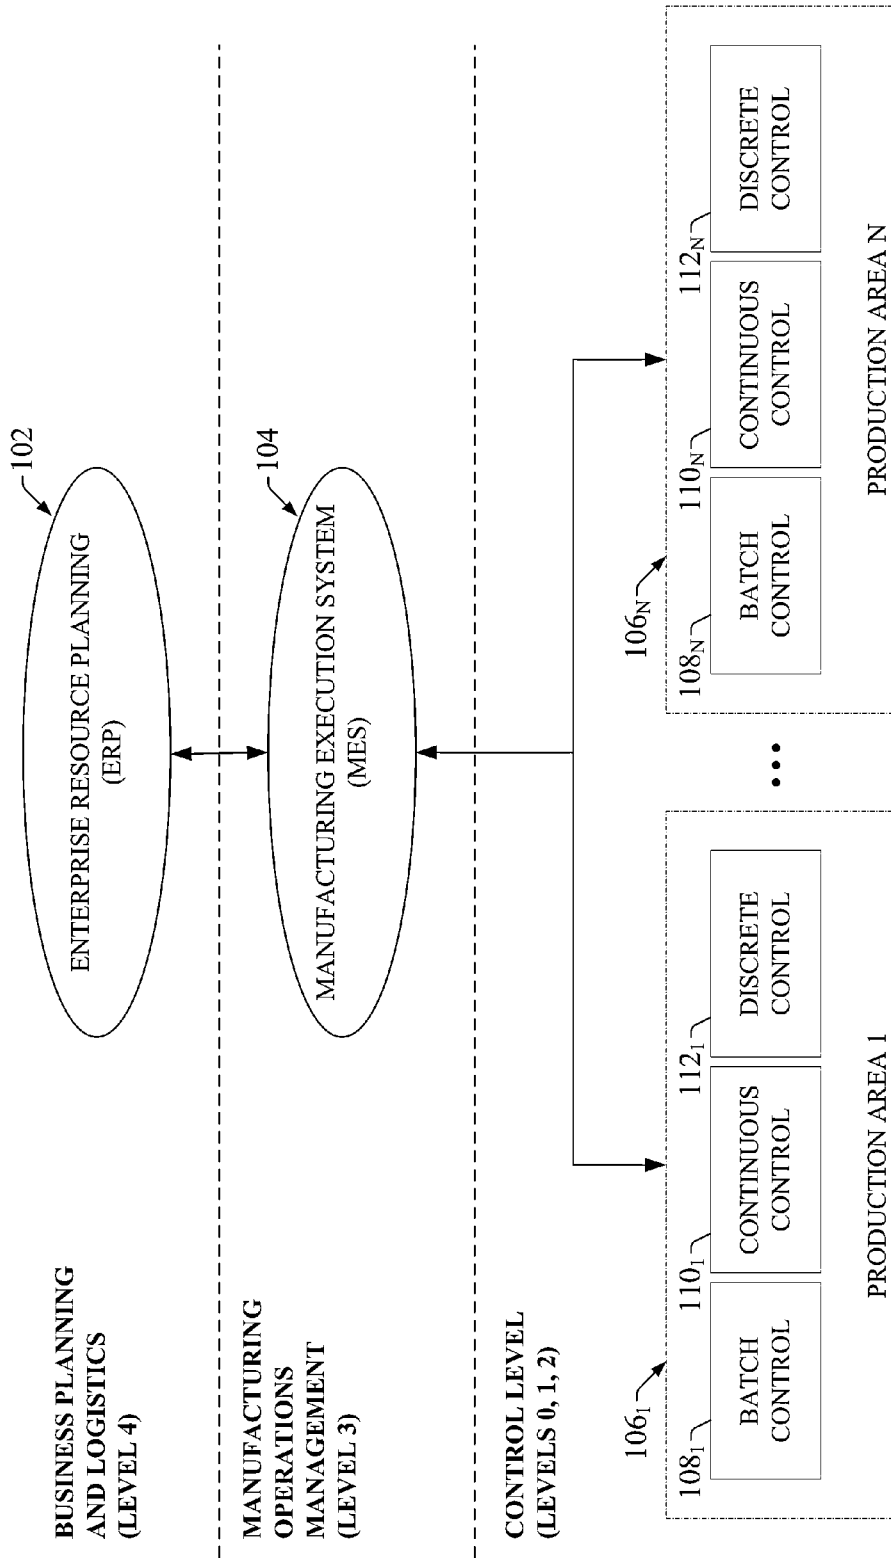 BUSINESS PLANNING
AND LOGISTICS
(LEVEL 4)
102
ENTERPRISE RESOURCE PLANNING
(ERP)
MANUFACTURING
OPERATIONS
MANAGEMENT
(LEVEL 3)
104
MANUFACTURING EXECUTION SYSTEM
(MES)
CONTROL LEVEL
(LEVELS 0, 1, 2)
106₁
108₁
110₁
112₁
BATCH
CONTROL
CONTINUOUS
CONTROL
DISCRETE
CONTROL
PRODUCTION AREA 1
•••
106ₙ
108ₙ
110ₙ
112ₙ
BATCH
CONTROL
CONTINUOUS
CONTROL
DISCRETE
CONTROL
PRODUCTION AREA N